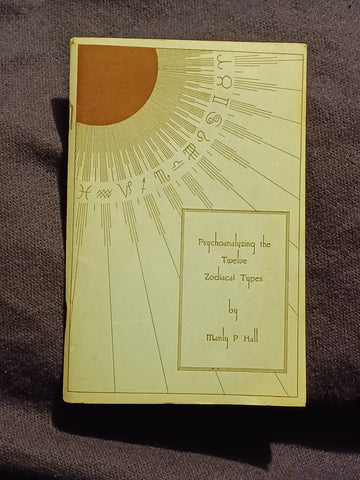 Psychoanalyzing the
Twelve
Zodiacal Types
by
Manly P Hall